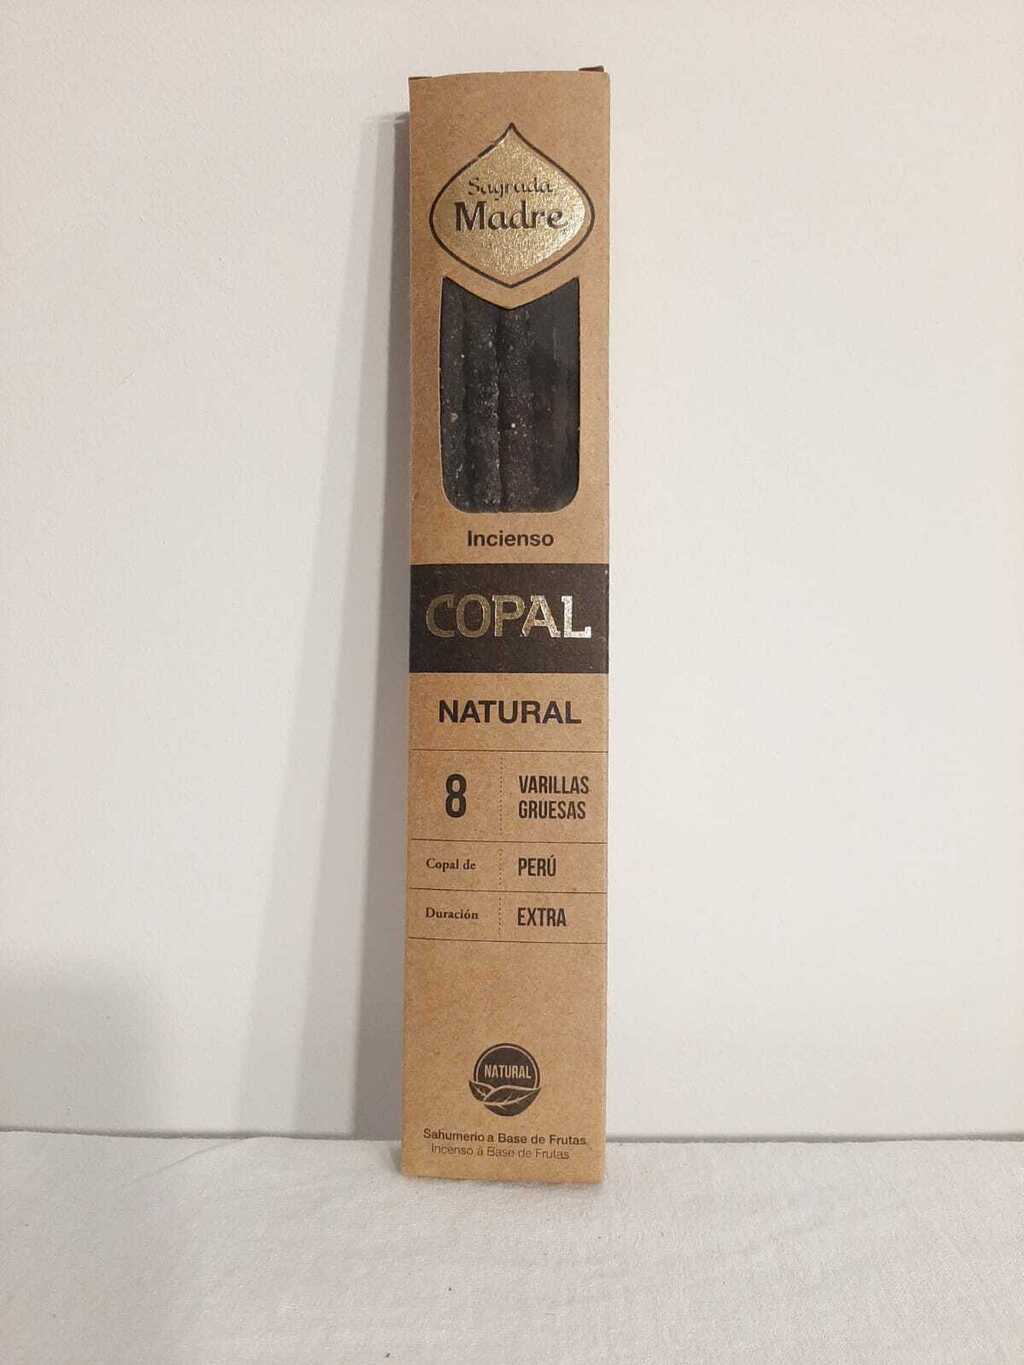 Sagrada
Madre
Incienso
COPAL
NATURAL
8 VARILLAS
GRUESAS
Copal de PERÚ
Duración EXTRA
NATURAL
Sahumerio a Base de Frutas
Incenso à Base de Frutas